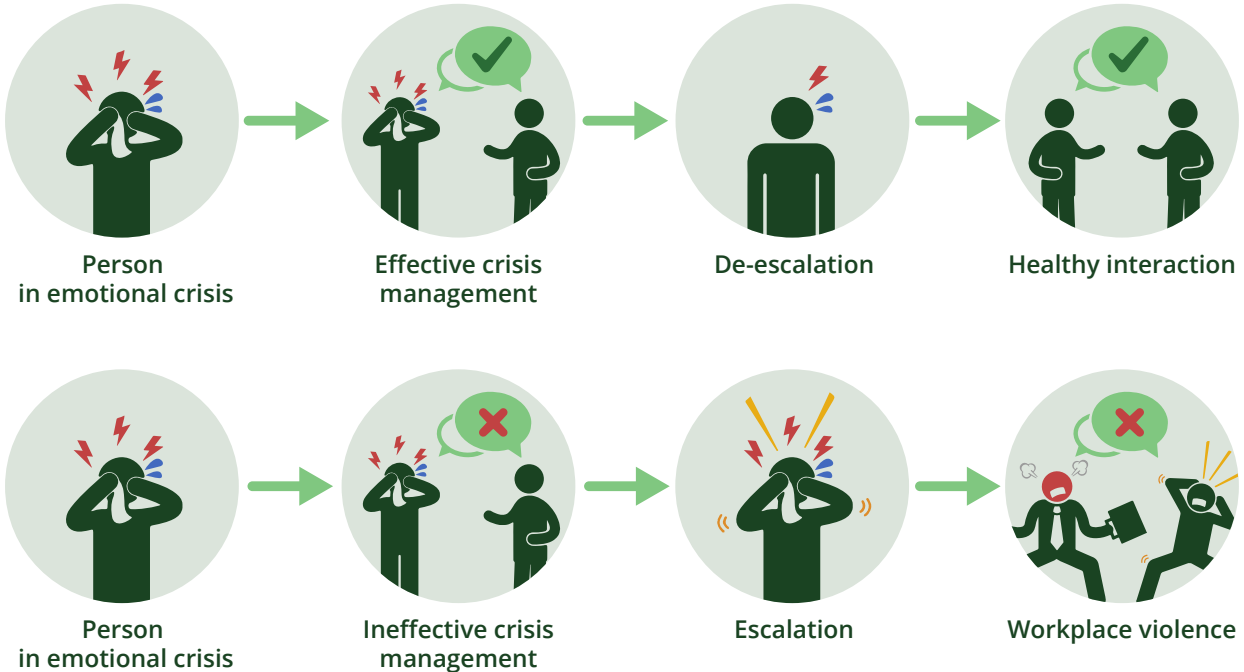 Person
in emotional crisis
Effective crisis
management
De-escalation
Healthy interaction
Person
in emotional crisis
Ineffective crisis
management
Escalation
Workplace violence